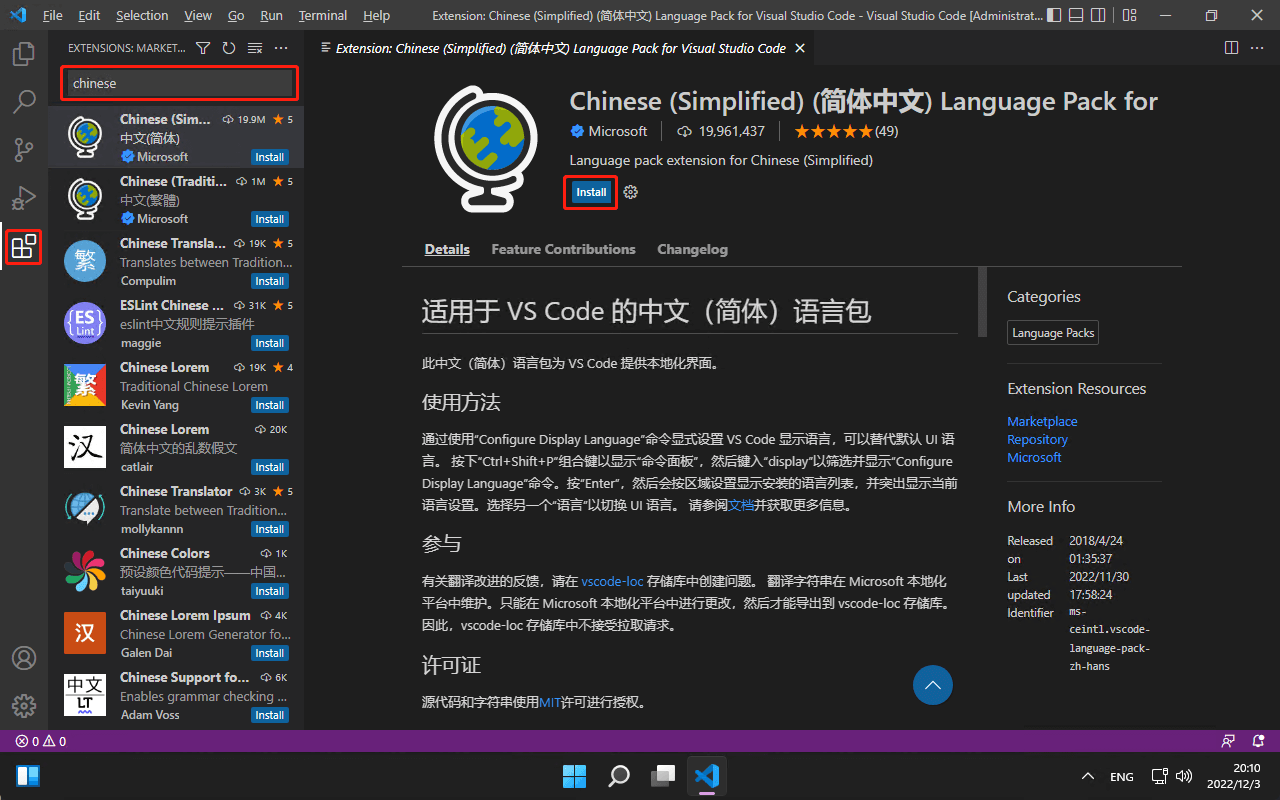 File Edit Selection View Go Run Terminal Help Extension: Chinese (Simplified) (简体中文) Language Pack for Visual Studio Code - Visual Studio Code [Administrat...
EXTENSIONS: MARKET...
chinese
Chinese (Sim... 19.9M 5
中文(简体)
Microsoft Install
Chinese (Traditi... 1M 5
中文(繁體)
Microsoft Install
繁
Chinese Transla... 19K 5
Translates between Tradition...
Compulim Install
ES
Lint
ESLint Chinese ... 31K 5
eslint中文规则提示插件
maggie Install
繁
Chinese Lorem 19K 4
Traditional Chinese Lorem
Kevin Yang Install
汉
Chinese Lorem 20K
简体中文的乱数假文
catlair Install
Chinese Translator 3K 5
Translate between Tradition...
mollykannn Install
Chinese Colors 1K
预设颜色代码提示——中国...
taiyuuki Install
汉
Chinese Lorem Ipsum 4K
Chinese Lorem Generator fo...
Galen Dai Install
中文
LT
Chinese Support fo... 6K
Enables grammar checking ...
Adam Voss Install
Extension: Chinese (Simplified) (简体中文) Language Pack for Visual Studio Code
Chinese (Simplified) (简体中文) Language Pack for
Microsoft 19,961,437 (49)
Language pack extension for Chinese (Simplified)
Install
Details Feature Contributions Changelog
适用于 VS Code 的中文（简体）语言包
此中文（简体）语言包为 VS Code 提供本地化界面。
使用方法
通过使用“Configure Display Language”命令显式设置 VS Code 显示语言，可以替代默认 UI 语
言。 按下“Ctrl+Shift+P”组合键以显示“命令面板”，然后键入“display”以筛选并显示“Configure
Display Language”命令。按“Enter”，然后会按区域设置显示安装的语言列表，并突出显示当前
语言设置。选择另一个“语言”以切换 UI 语言。 请参阅文档并获取更多信息。
参与
有关翻译改进的反馈，请在 vscode-loc 存储库中创建问题。 翻译字符串在 Microsoft 本地化
平台中维护。只能在 Microsoft 本地化平台中进行更改，然后才能导出到 vscode-loc 存储库。
因此，vscode-loc 存储库中不接受拉取请求。
许可证
源代码和字符串使用MIT许可进行授权。
Categories
Language Packs
Extension Resources
Marketplace
Repository
Microsoft
More Info
Released 2018/4/24
on 01:35:37
Last 2022/11/30
updated 17:58:24
Identifier ms-
ceintl.vscode-
language-pack-
zh-hans
0 0
ENG
20:10
2022/12/3